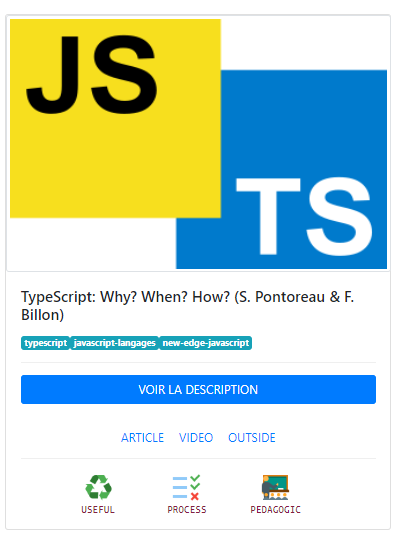 JS
TS
TypeScript: Why? When? How? (S. Pontoreau & F.
Billon)
typescript javascript-langages new-edge-javascript
VOIR LA DESCRIPTION
ARTICLE VIDEO OUTSIDE
USEFUL PROCESS PEDAGOGIC